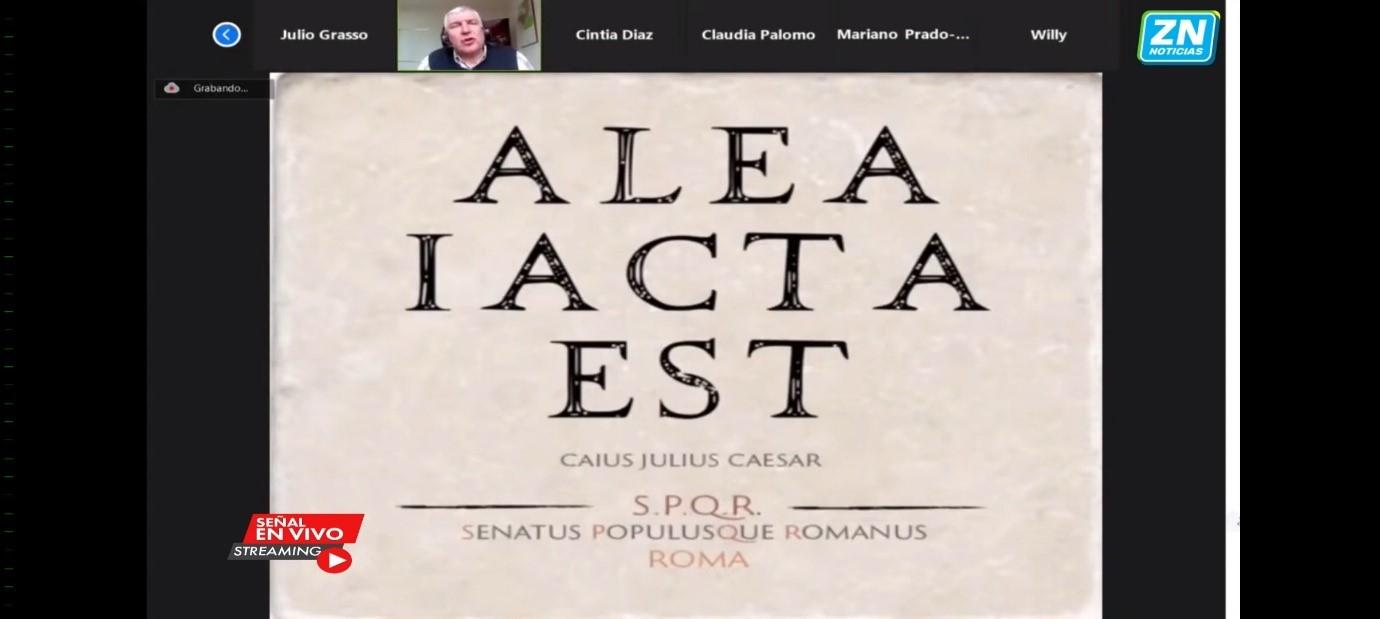 Julio Grasso
Cintia Diaz
Claudia Palomo
Mariano Prado-...
Willy
ZN
NOTICIAS
Grabando...
ALEA
IACTA
EST
CAIUS JULIUS CAESAR
S.P.Q.R.
SENATUS POPULUSQUE ROMANUS
ROMA
SEÑAL
EN VIVO
STREAMING